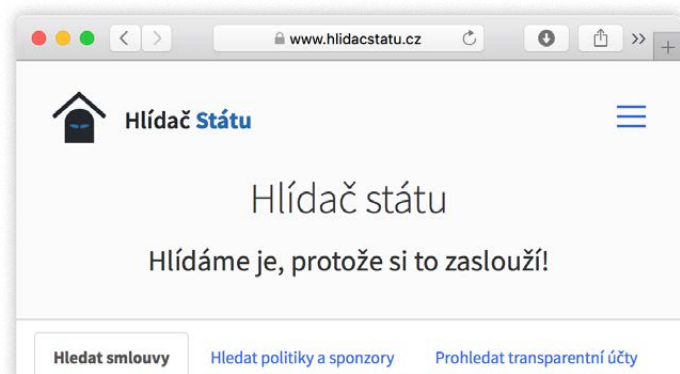 www.hlidacstatu.cz
Hlídač Státu
Hlídač státu
Hlídáme je, protože si to zaslouží!
Hledat smlouvy Hledat politiky a sponzory Prohledat transparentní účty